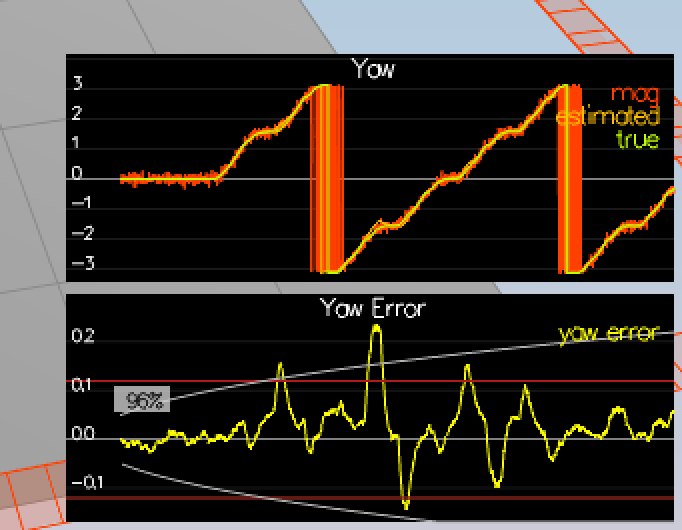 Yaw
3
2
1
0
-1
-2
-3
mag
estimated
true
Yaw Error
0.2
0.1
0.0
-0.1
yaw error
96%